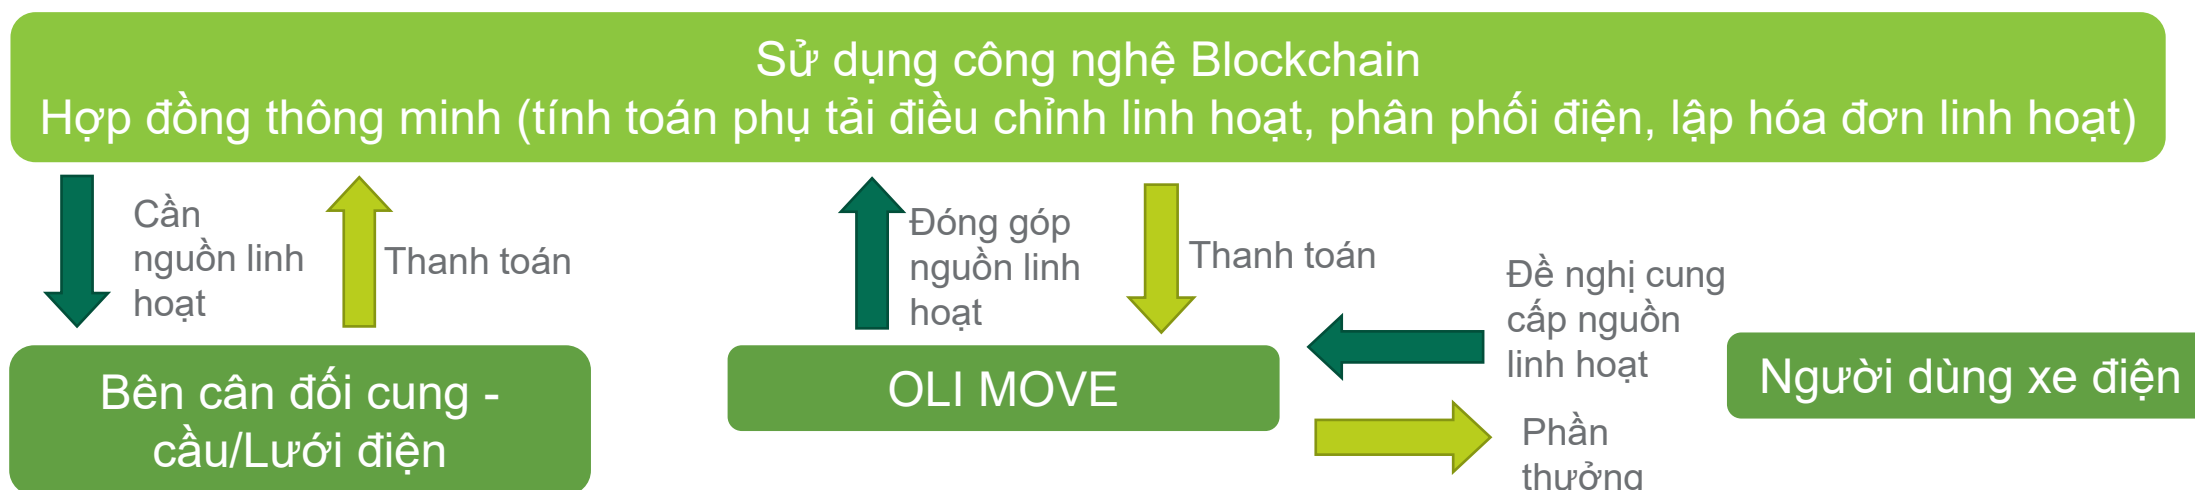 Sử dụng công nghệ Blockchain
Hợp đồng thông minh (tính toán phụ tải điều chỉnh linh hoạt, phân phối điện, lập hóa đơn linh hoạt)
Cần
nguồn linh
hoạt
Thanh toán
Đóng góp
nguồn linh
hoạt
Thanh toán
Đề nghị cung
cấp nguồn
linh hoạt
Bên cân đối cung -
cầu/Lưới điện
OLI MOVE
Người dùng xe điện
Phần
thưởng